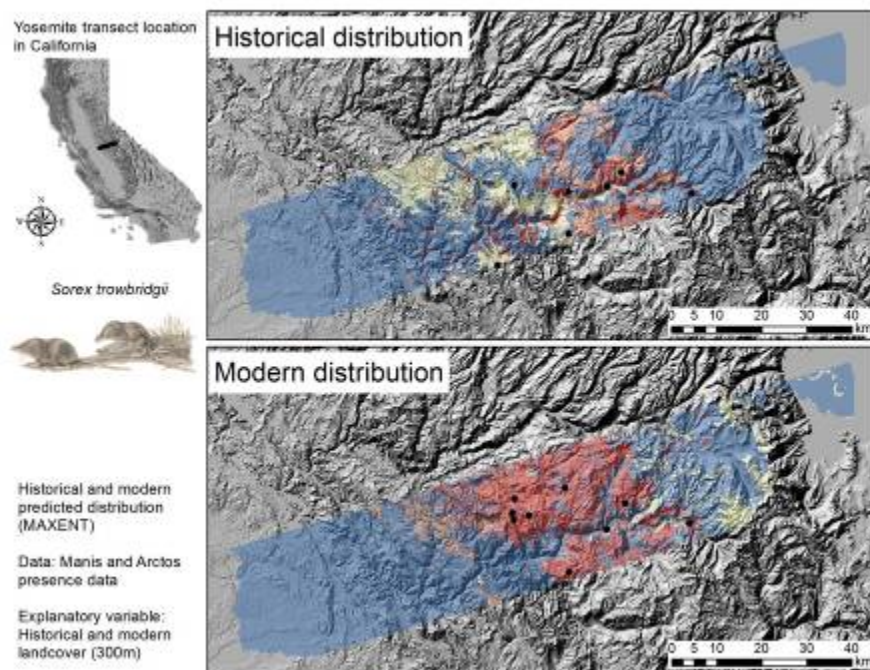 Yosemite transect location
in California
N
W
E
Sorex trowbridgii
Historical and modern
predicted distribution
(MAXENT)
Data: Manis and Arctos
presence data
Explanatory variable:
Historical and modern
landcover (300m)
Historical distribution
0 5 10 20 30 40
km
Modern distribution
0 5 10 20 30 40
km